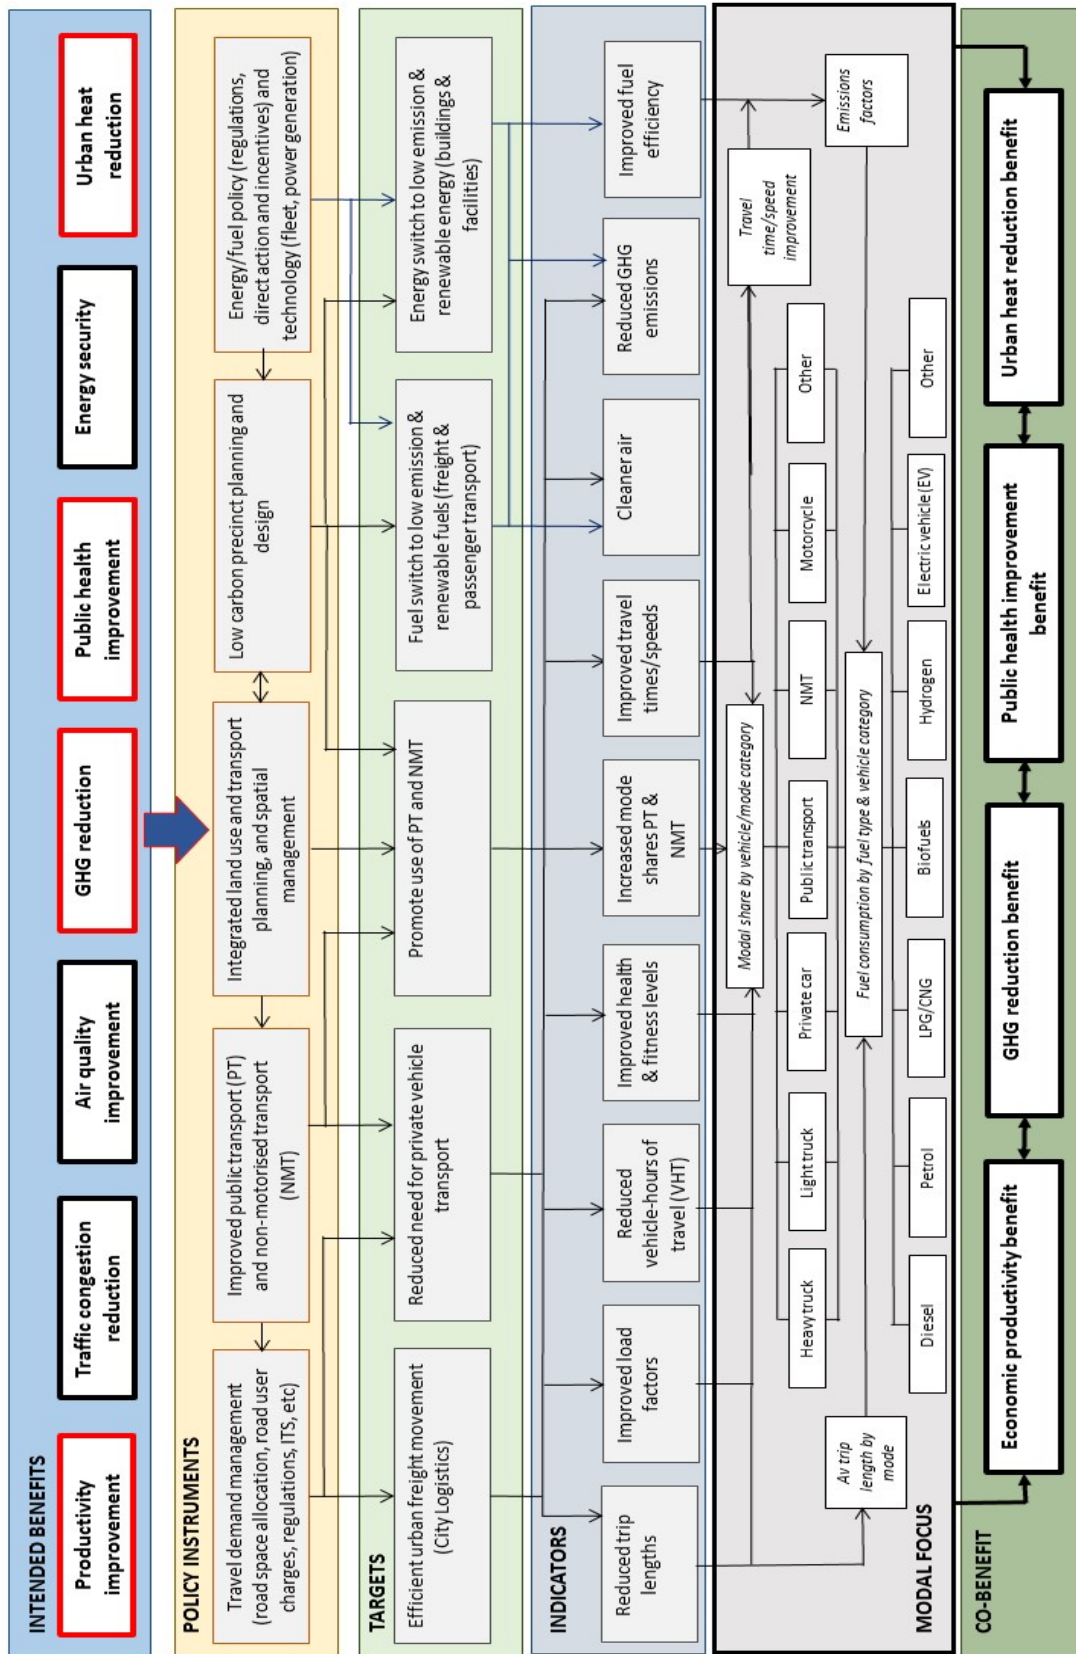 INTENDED BENEFITS
Productivity
improvement
Traffic congestion
reduction
Air quality
improvement
GHG reduction
Public health
improvement
Energy security
Urban heat
reduction
POLICY INSTRUMENTS
Travel demand management
(road space allocation, road user
charges, regulations, ITS, etc)
Improved public transport (PT)
and non-motorised transport
(NMT)
Integrated land use and transport
planning, and spatial
management
Low carbon precinct planning and
design
Energy/fuel policy (regulations,
direct action and incentives) and
technology (fleet, power generation)
TARGETS
Efficient urban freight movement
(City Logistics)
Reduced need for private vehicle
transport
Promote use of PT and NMT
Fuel switch to low emission &
renewable fuels (freight &
passenger transport)
Energy switch to low emission &
renewable energy (buildings &
facilities)
INDICATORS
Reduced trip
lengths
Improved load
factors
Reduced
vehicle-hours of
travel (VHT)
Improved health
& fitness levels
Increased mode
shares PT &
NMT
Improved travel
times/speeds
Cleaner air
Reduced GHG
emissions
Improved fuel
efficiency
Modal share by vehicle/mode category
Travel
time/speed
improvement
Heavy truck
Light truck
Private car
Public transport
NMT
Motorcycle
Other
Av trip
length by
mode
Fuel consumption by fuel type & vehicle category
Emissions
factors
Diesel
Petrol
LPG/CNG
Biofuels
Hydrogen
Electric vehicle (EV)
Other
MODAL FOCUS
CO-BENEFIT
Economic productivity benefit
GHG reduction benefit
Public health improvement
benefit
Urban heat reduction benefit